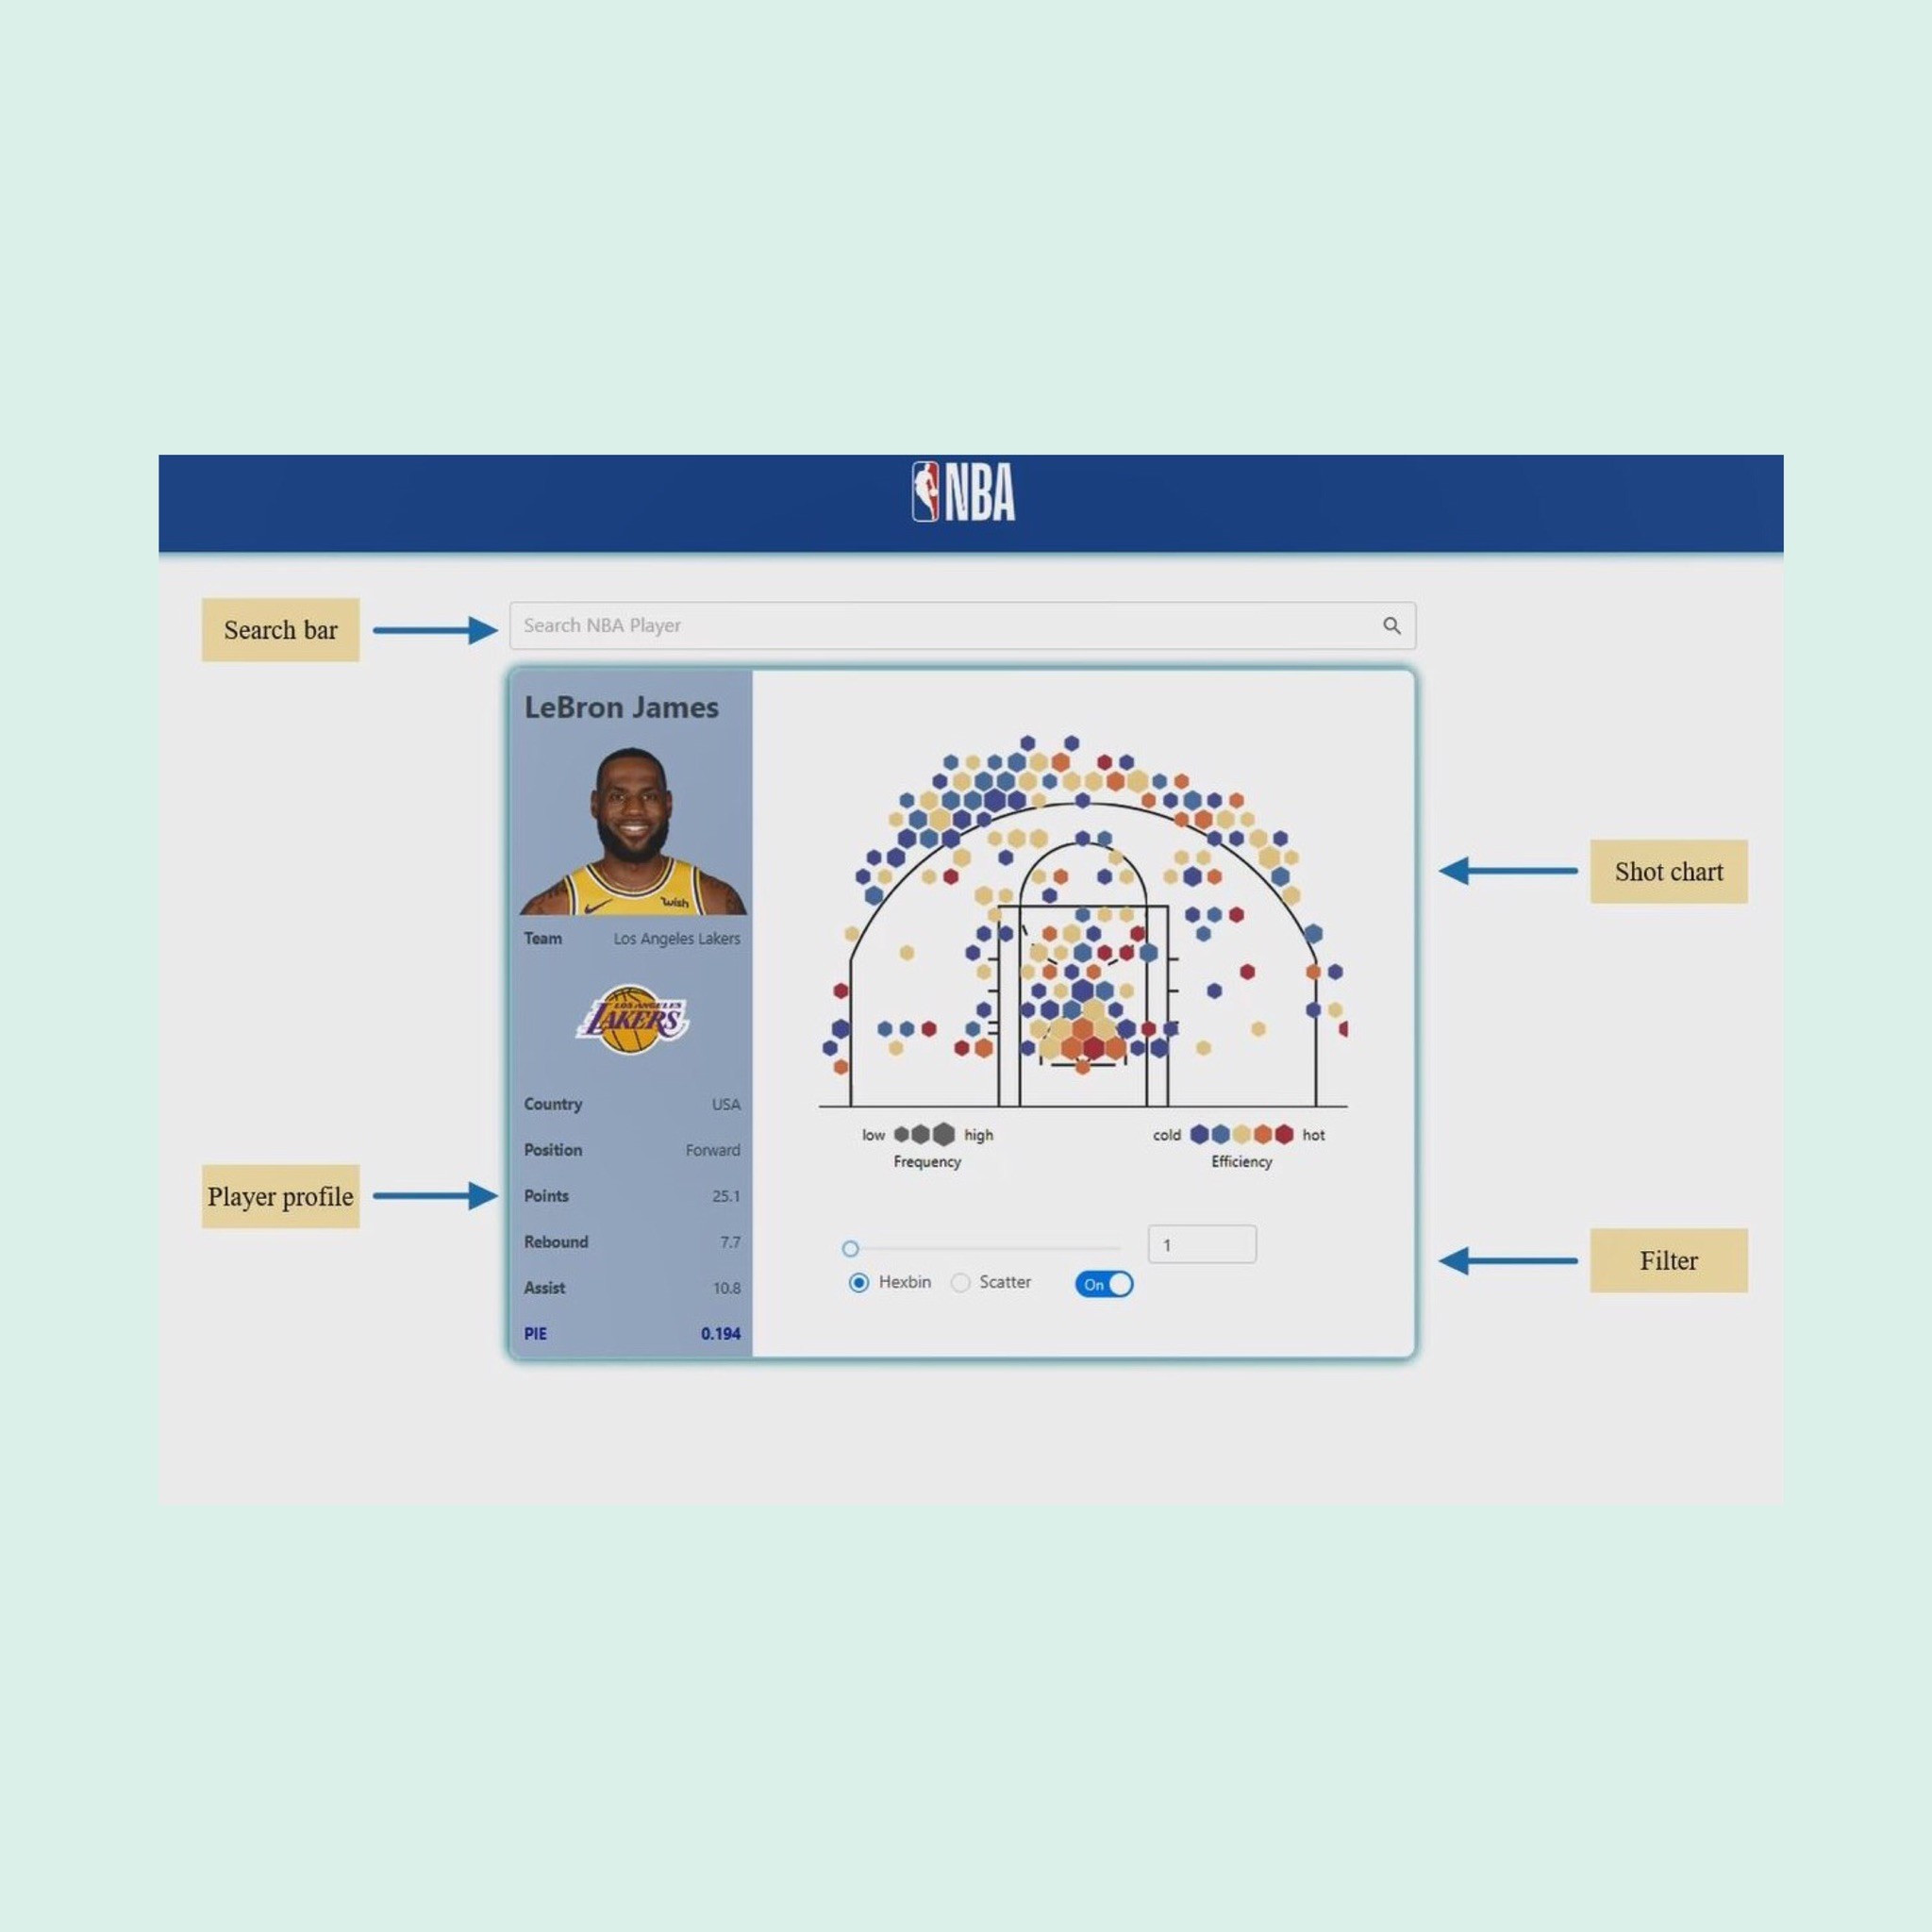 NBA
Search bar
Search NBA Player
LeBron James
wish
Team Los Angeles Lakers
LOS ANGELES
LAKERS
Country USA
Position Forward
Points 25.1
Rebound 7.7
Assist 10.8
PIE 0.194
Player profile
Shot chart
low high
Frequency
cold hot
Efficiency
1
Hexbin Scatter On
Filter